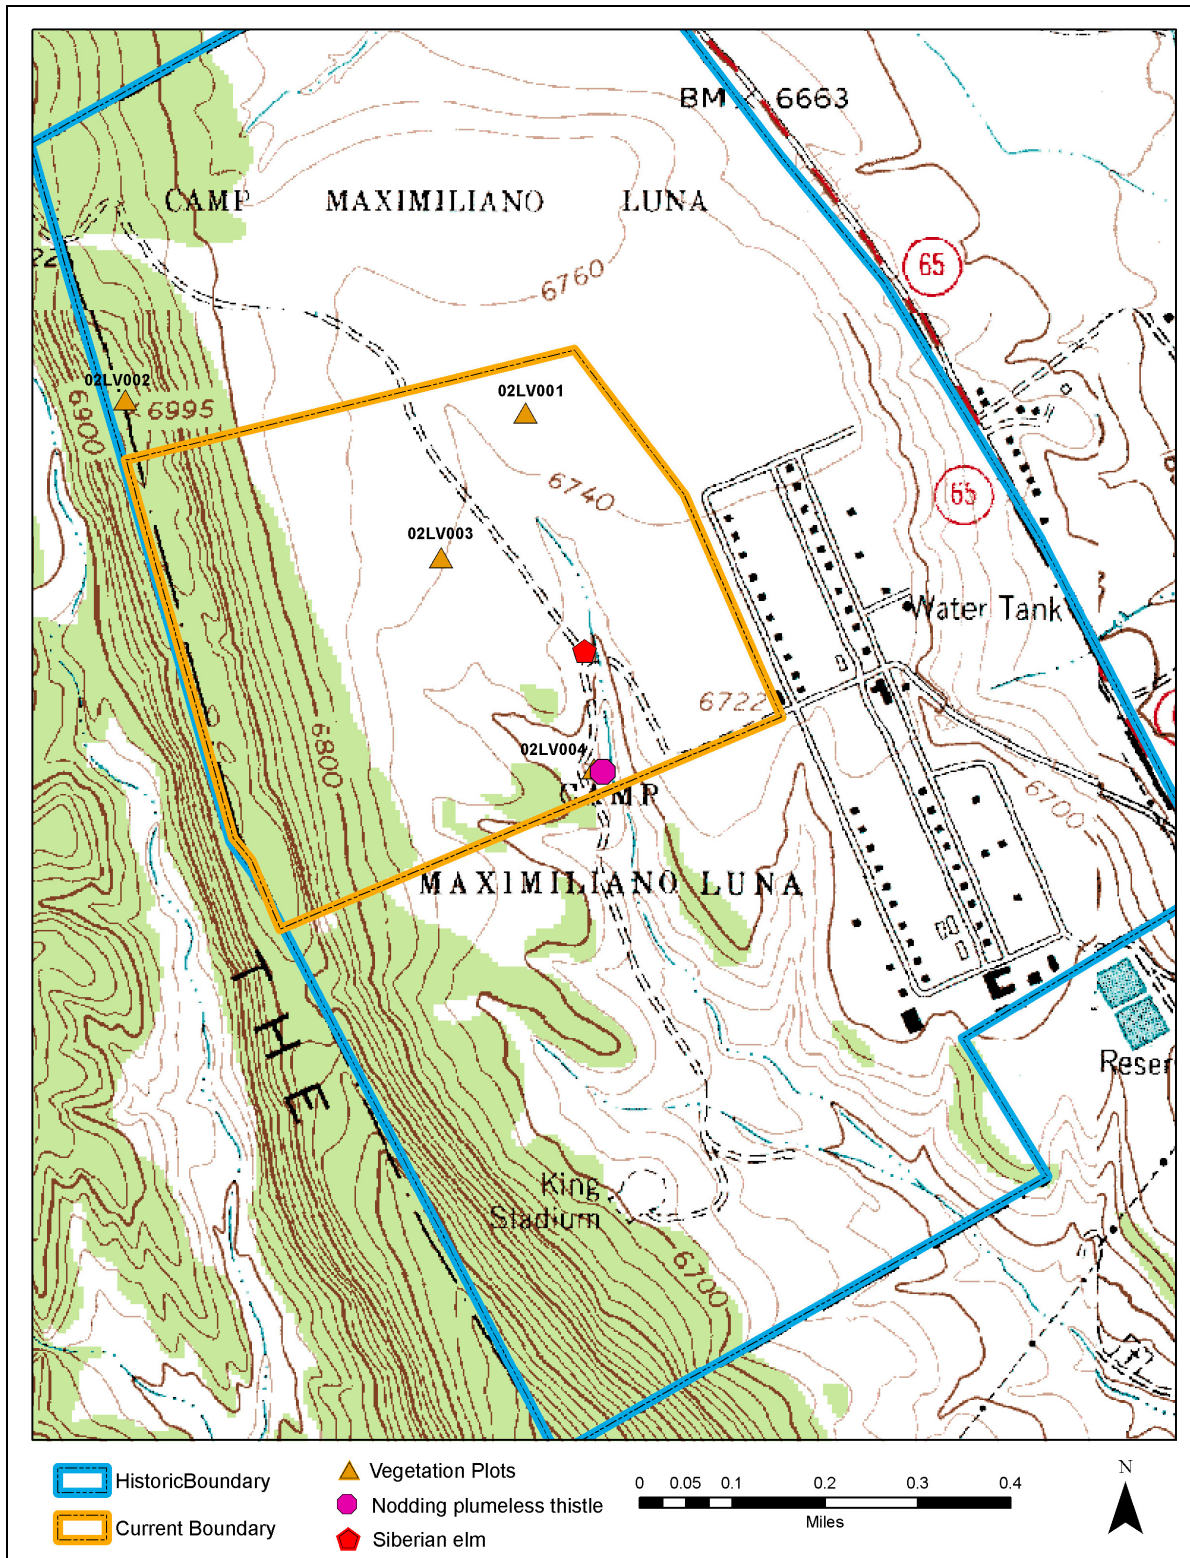 BM X 6663
CAMP MAXIMILIANO LUNA
65
6760
02LV002
6995
6900
02LV001
6740
65
02LV003
Water Tank
6722
6800
02LV004
CAMP
6700
MAXIMILIANO LUNA
THE
Reser
King
Stadium
6700
HistoricBoundary
Current Boundary
Vegetation Plots
Nodding plumeless thistle
Siberian elm
0 0.05 0.1 0.2 0.3 0.4
Miles
N